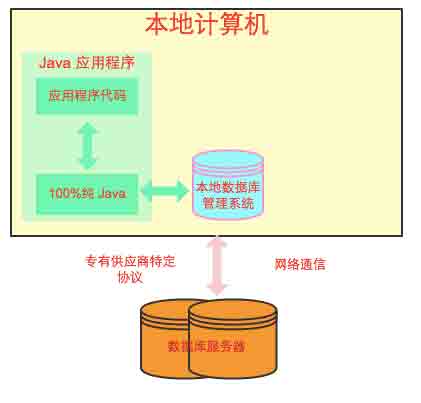 本地计算机
Java 应用程序
应用程序代码
100%纯 Java
本地数据库
管理系统
专有供应商特定
协议
网络通信
数据库服务器